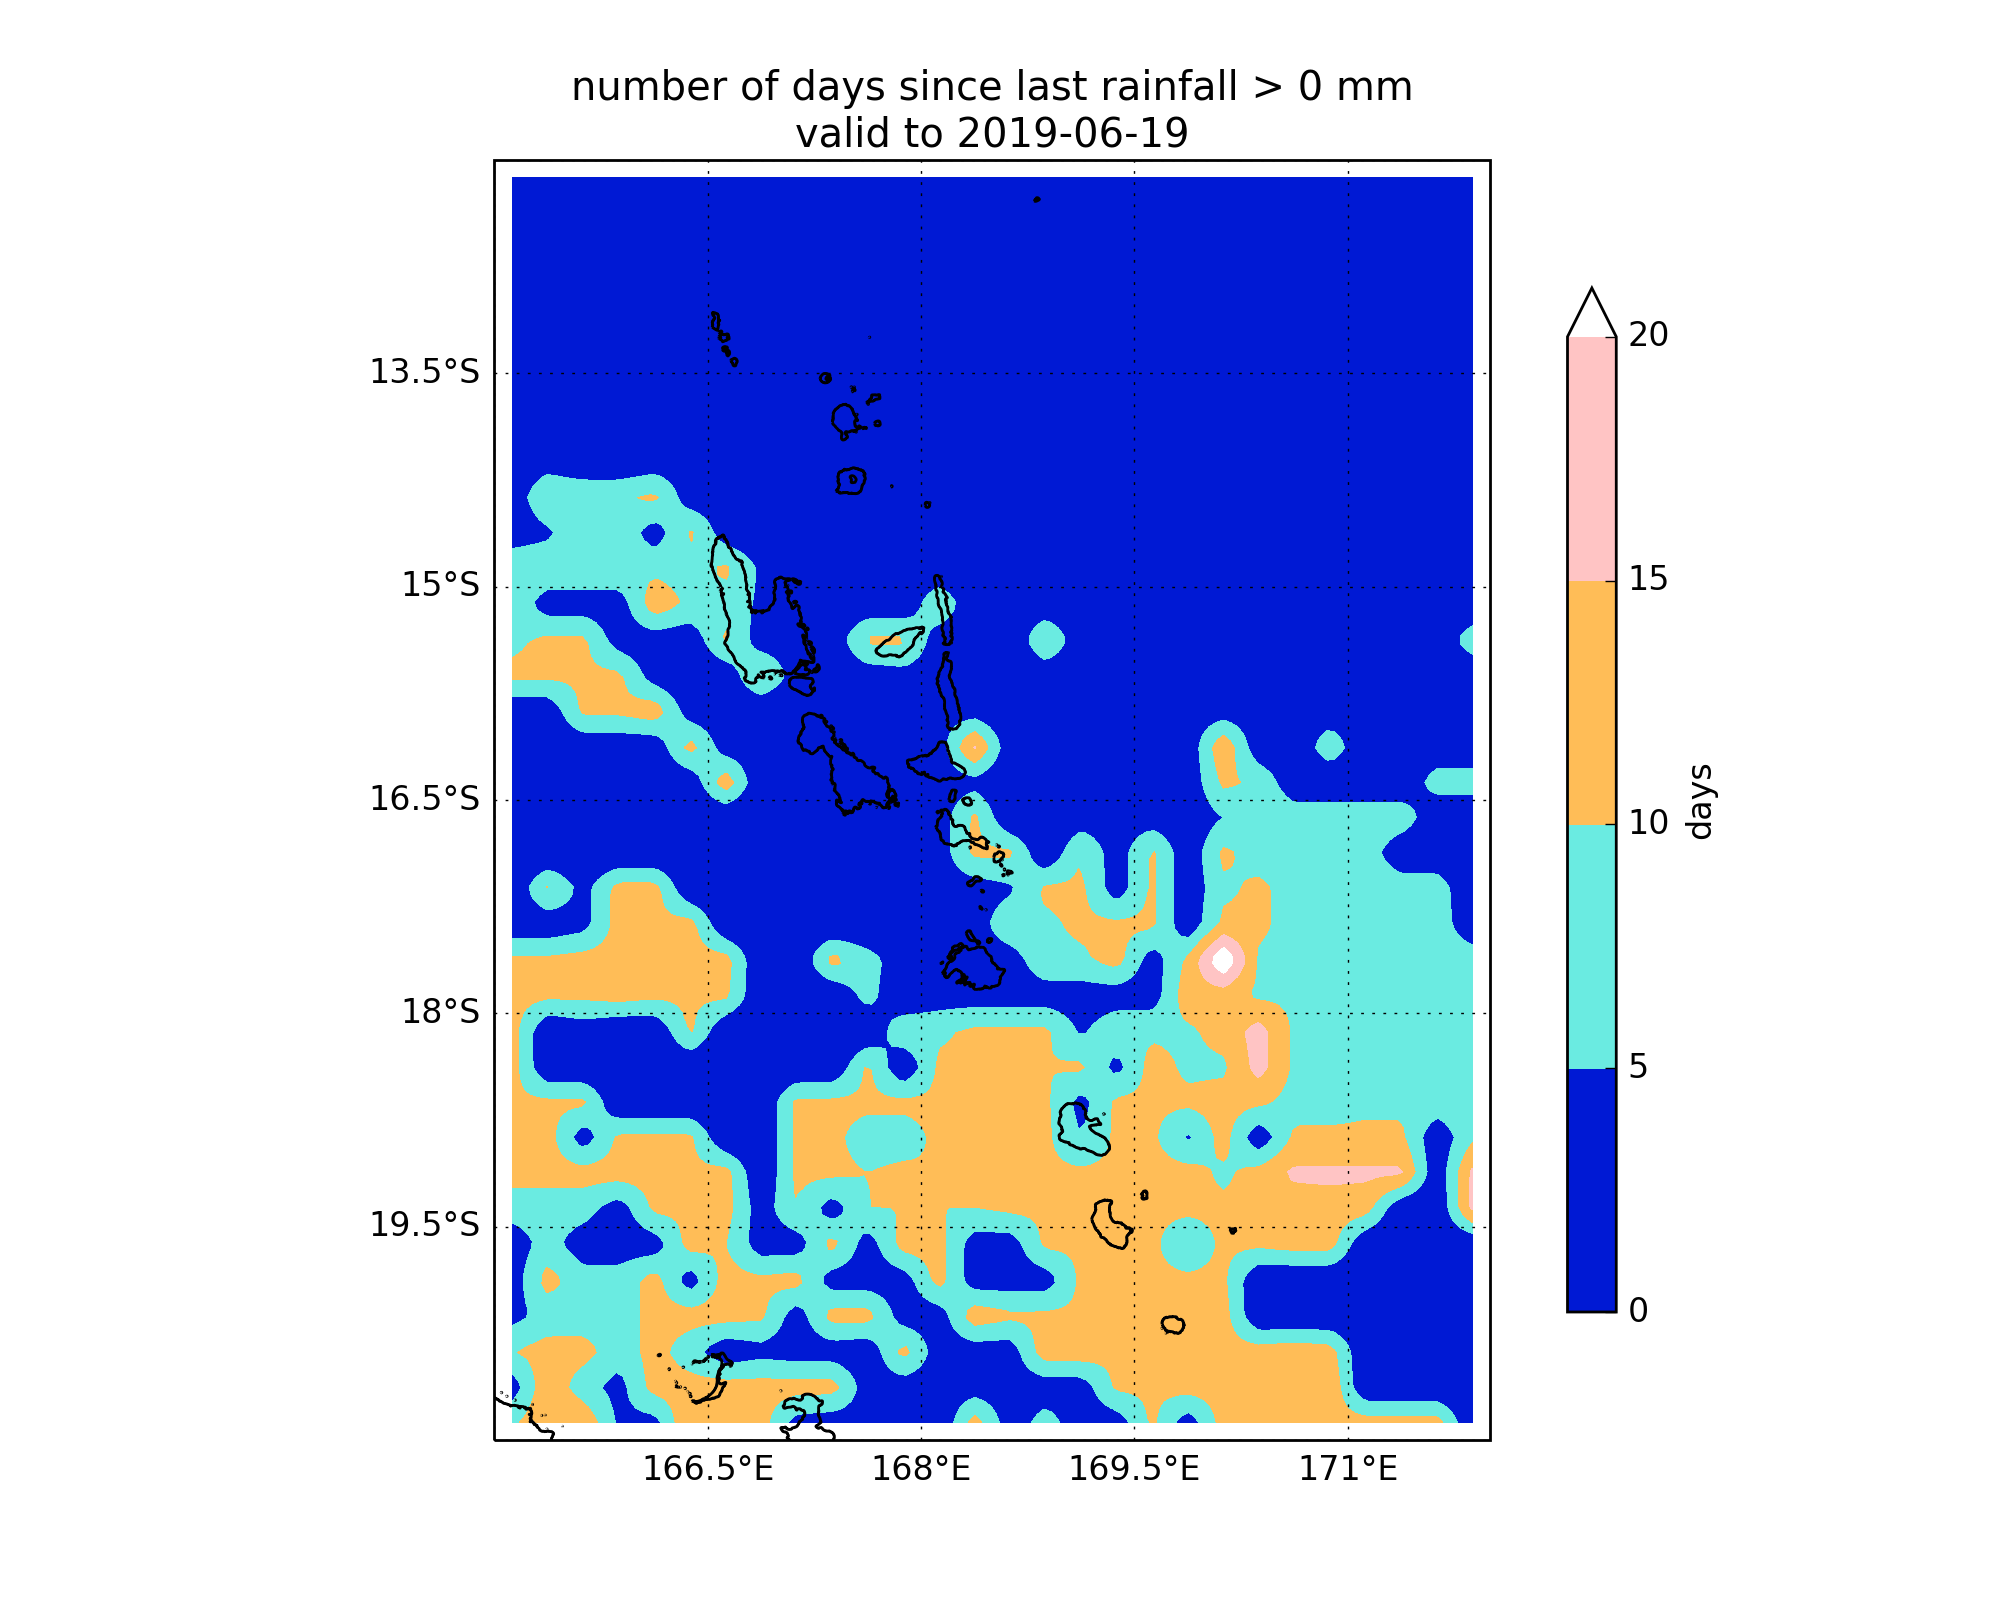 number of days since last rainfall > 0 mm
valid to 2019-06-19
13.5°S
15°S
16.5°S
18°S
19.5°S
166.5°E
168°E
169.5°E
171°E
20
15
10
5
0
days